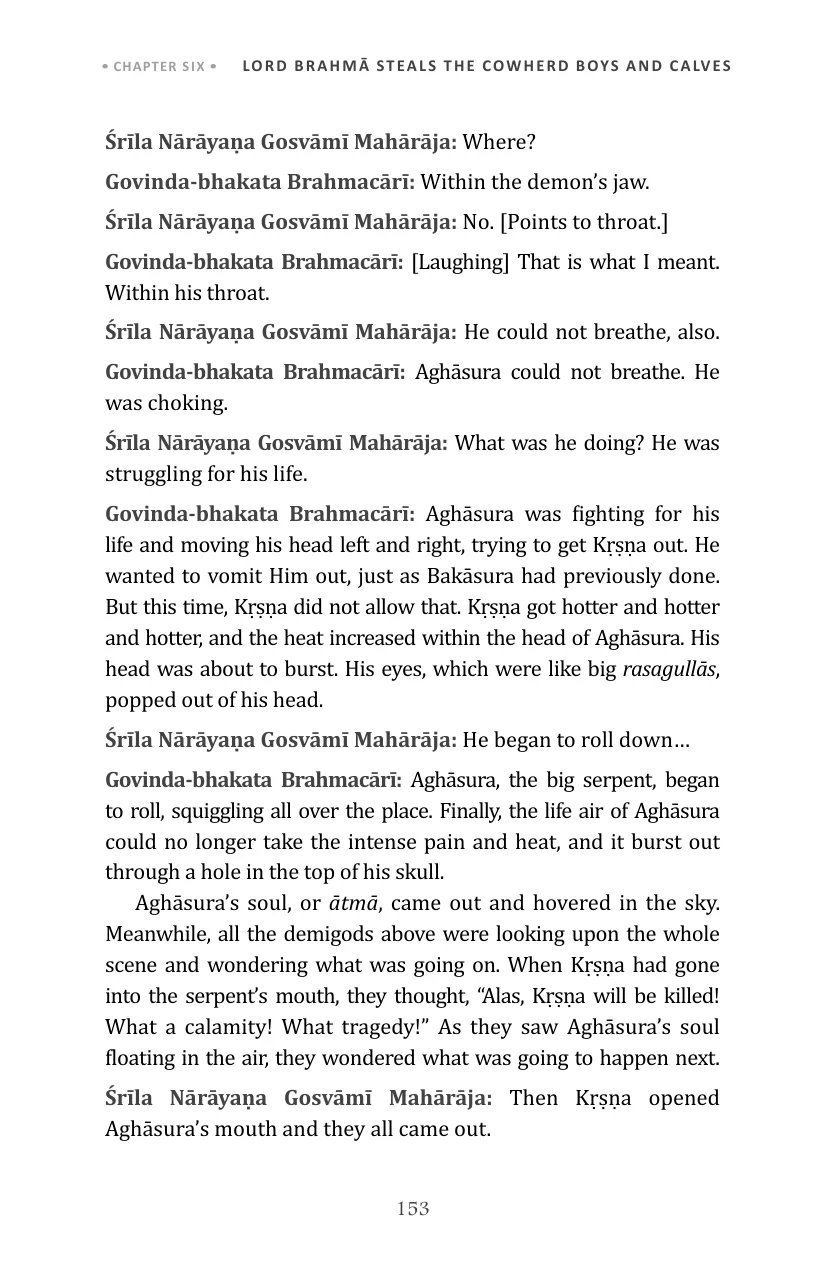 • CHAPTER SIX • LORD BRAHMĀ STEALS THE COWHERD BOYS AND CALVES
Śrīla Nārāyaṇa Gosvāmī Mahārāja: Where?
Govinda-bhakata Brahmacārī: Within the demon’s jaw.
Śrīla Nārāyaṇa Gosvāmī Mahārāja: No. [Points to throat.]
Govinda-bhakata Brahmacārī: [Laughing] That is what I meant.
Within his throat.
Śrīla Nārāyaṇa Gosvāmī Mahārāja: He could not breathe, also.
Govinda-bhakata Brahmacārī: Aghāsura could not breathe. He
was choking.
Śrīla Nārāyaṇa Gosvāmī Mahārāja: What was he doing? He was
struggling for his life.
Govinda-bhakata Brahmacārī: Aghāsura was fighting for his
life and moving his head left and right, trying to get Kṛṣṇa out. He
wanted to vomit Him out, just as Bakāsura had previously done.
But this time, Kṛṣṇa did not allow that. Kṛṣṇa got hotter and hotter
and hotter, and the heat increased within the head of Aghāsura. His
head was about to burst. His eyes, which were like big rasagullās,
popped out of his head.
Śrīla Nārāyaṇa Gosvāmī Mahārāja: He began to roll down…
Govinda-bhakata Brahmacārī: Aghāsura, the big serpent, began
to roll, squiggling all over the place. Finally, the life air of Aghāsura
could no longer take the intense pain and heat, and it burst out
through a hole in the top of his skull.
Aghāsura’s soul, or ātmā, came out and hovered in the sky.
Meanwhile, all the demigods above were looking upon the whole
scene and wondering what was going on. When Kṛṣṇa had gone
into the serpent’s mouth, they thought, “Alas, Kṛṣṇa will be killed!
What a calamity! What tragedy!” As they saw Aghāsura’s soul
floating in the air, they wondered what was going to happen next.
Śrīla Nārāyaṇa Gosvāmī Mahārāja: Then Kṛṣṇa opened
Aghāsura’s mouth and they all came out.
153